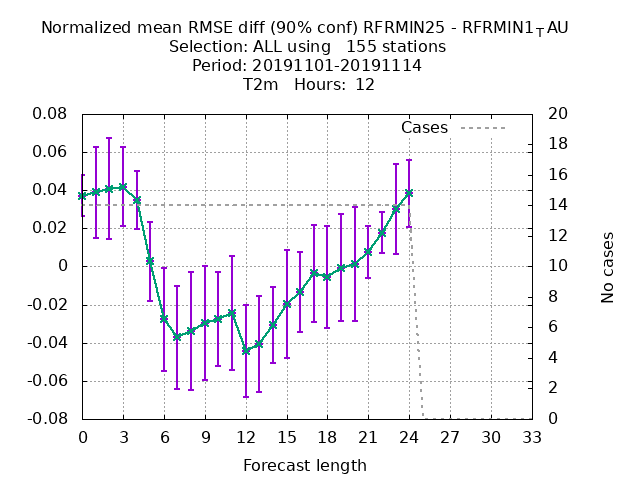 Normalized mean RMSE diff (90% conf) RFRMIN25 - RFRMIN1_TAU
Selection: ALL using   155 stations
Period: 20191101-20191114
T2m   Hours:  12
Cases
0.08
0.06
0.04
0.02
0
-0.02
-0.04
-0.06
-0.08
20
18
16
14
12
10
8
6
4
2
0
No cases
0 3 6 9 12 15 18 21 24 27 30 33
Forecast length